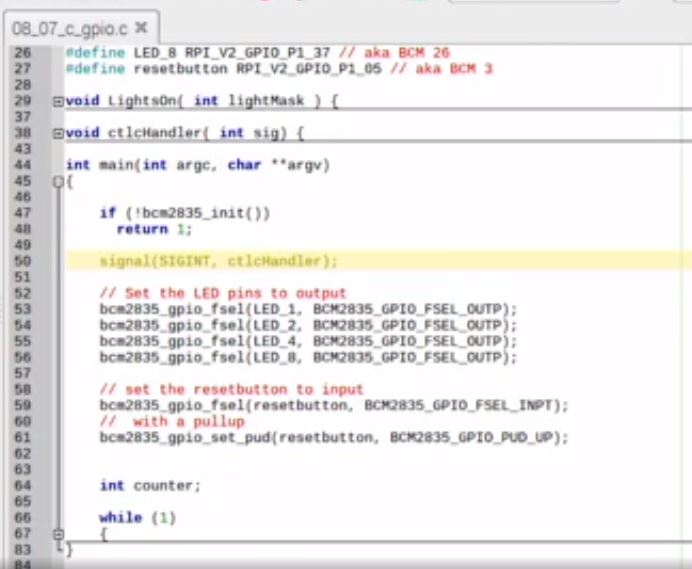 08_07_c_gpio.c ✖
26 #define LED_8 RPI_V2_GPIO_P1_37 // aka BCM 26
27 #define resetbutton RPI_V2_GPIO_P1_05 // aka BCM 3
28
29 void LightsOn( int lightMask ) {
37
38 void ctlcHandler( int sig) {
43
44 int main(int argc, char **argv)
45 {
46
47 if (!bcm2835_init())
48 return 1;
49
50 signal(SIGINT, ctlcHandler);
51
52 // Set the LED pins to output
53 bcm2835_gpio_fsel(LED_1, BCM2835_GPIO_FSEL_OUTP);
54 bcm2835_gpio_fsel(LED_2, BCM2835_GPIO_FSEL_OUTP);
55 bcm2835_gpio_fsel(LED_4, BCM2835_GPIO_FSEL_OUTP);
56 bcm2835_gpio_fsel(LED_8, BCM2835_GPIO_FSEL_OUTP);
57
58 // set the resetbutton to input
59 bcm2835_gpio_fsel(resetbutton, BCM2835_GPIO_FSEL_INPT);
60 // with a pullup
61 bcm2835_gpio_set_pud(resetbutton, BCM2835_GPIO_PUD_UP);
62
63
64 int counter;
65
66 while (1)
67 {
83 }
84